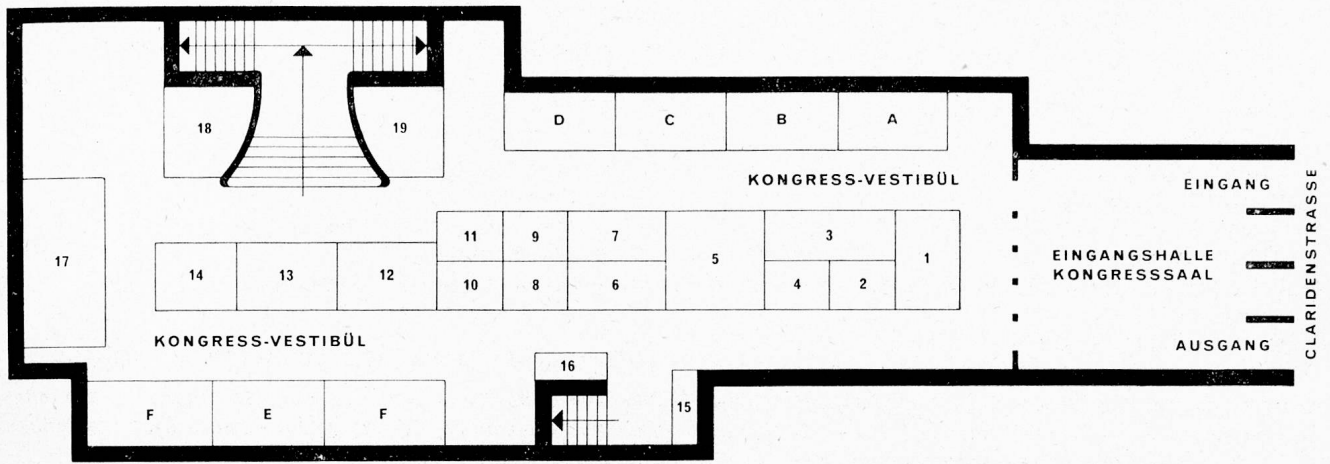 18
19
D
C
B
A
KONGRESS-VESTIBÜL
EINGANG
CLARIDENSTRASSE
17
14
13
12
11
9
7
10
8
6
5
3
4
2
1
EINGANGSHALLE
KONGRESSSAAL
KONGRESS-VESTIBÜL
AUSGANG
16
15
F
E
F